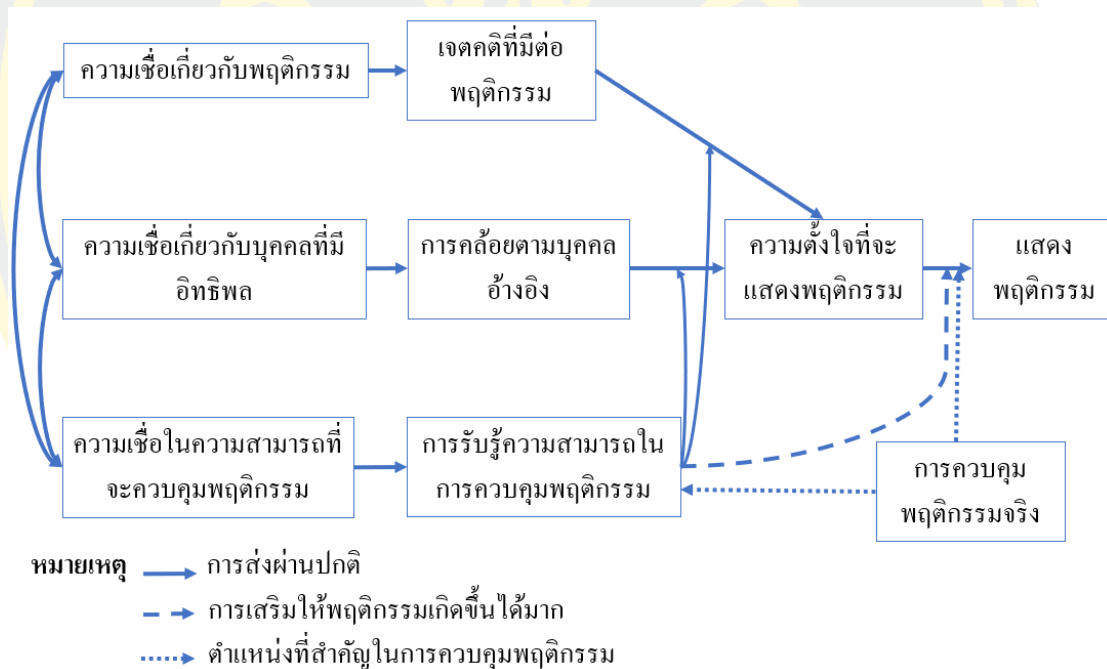 ความเชื่อเกี่ยวกับพฤติกรรม
เจตคติที่มีต่อ
พฤติกรรม
ความเชื่อเกี่ยวกับบุคคลที่มี
อิทธิพล
การคล้อยตามบุคคล
อ้างอิง
ความตั้งใจที่จะ
แสดงพฤติกรรม
แสดง
พฤติกรรม
ความเชื่อในความสามารถที่
จะควบคุมพฤติกรรม
การรับรู้ความสามารถใน
การควบคุมพฤติกรรม
การควบคุม
พฤติกรรมจริง
หมายเหตุ การส่งผ่านปกติ
การเสริมให้พฤติกรรมเกิดขึ้นได้มาก
ตำแหน่งที่สำคัญในการควบคุมพฤติกรรม